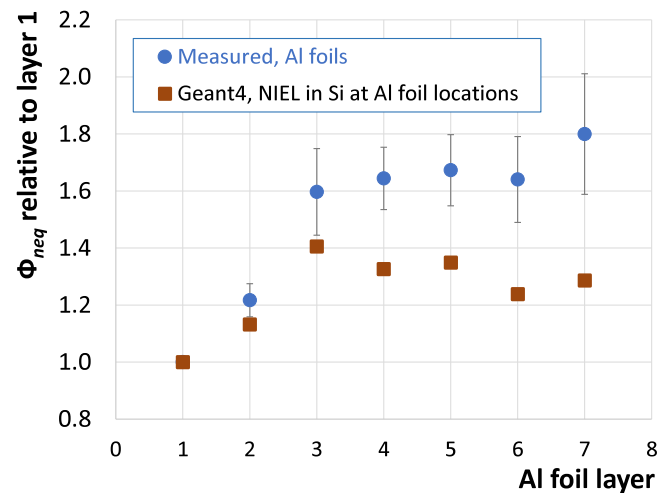 Φneq relative to layer 1
2.2
2.0
1.8
1.6
1.4
1.2
1.0
0.8
Measured, Al foils
Geant4, NIEL in Si at Al foil locations
0 1 2 3 4 5 6 7 8
Al foil layer